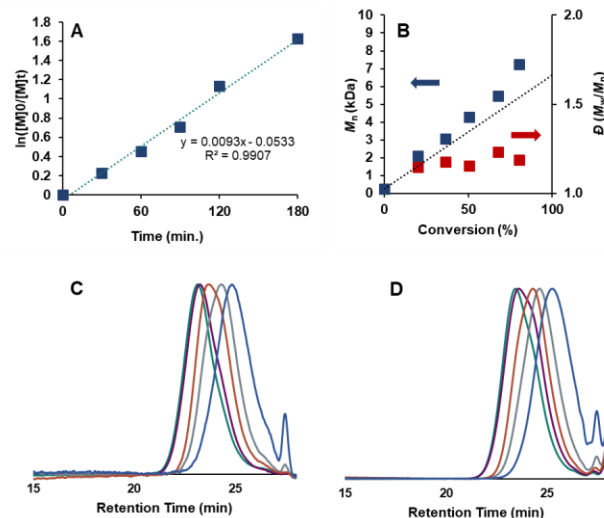 A
ln([M]0/[M]t)
1.8
1.6
1.4
1.2
1
0.8
0.6
0.4
0.2
0
y = 0.0093x - 0.0533
R² = 0.9907
0 60 120 180
Time (min.)
B
Mn (kDa)
10
9
8
7
6
5
4
3
2
1
0
2.0
1.5
1.0
Đ (Mw/Mn)
0 50 100
Conversion (%)
C
15 20 25
Retention Time (min)
D
15 20 25
Retention Time (min)